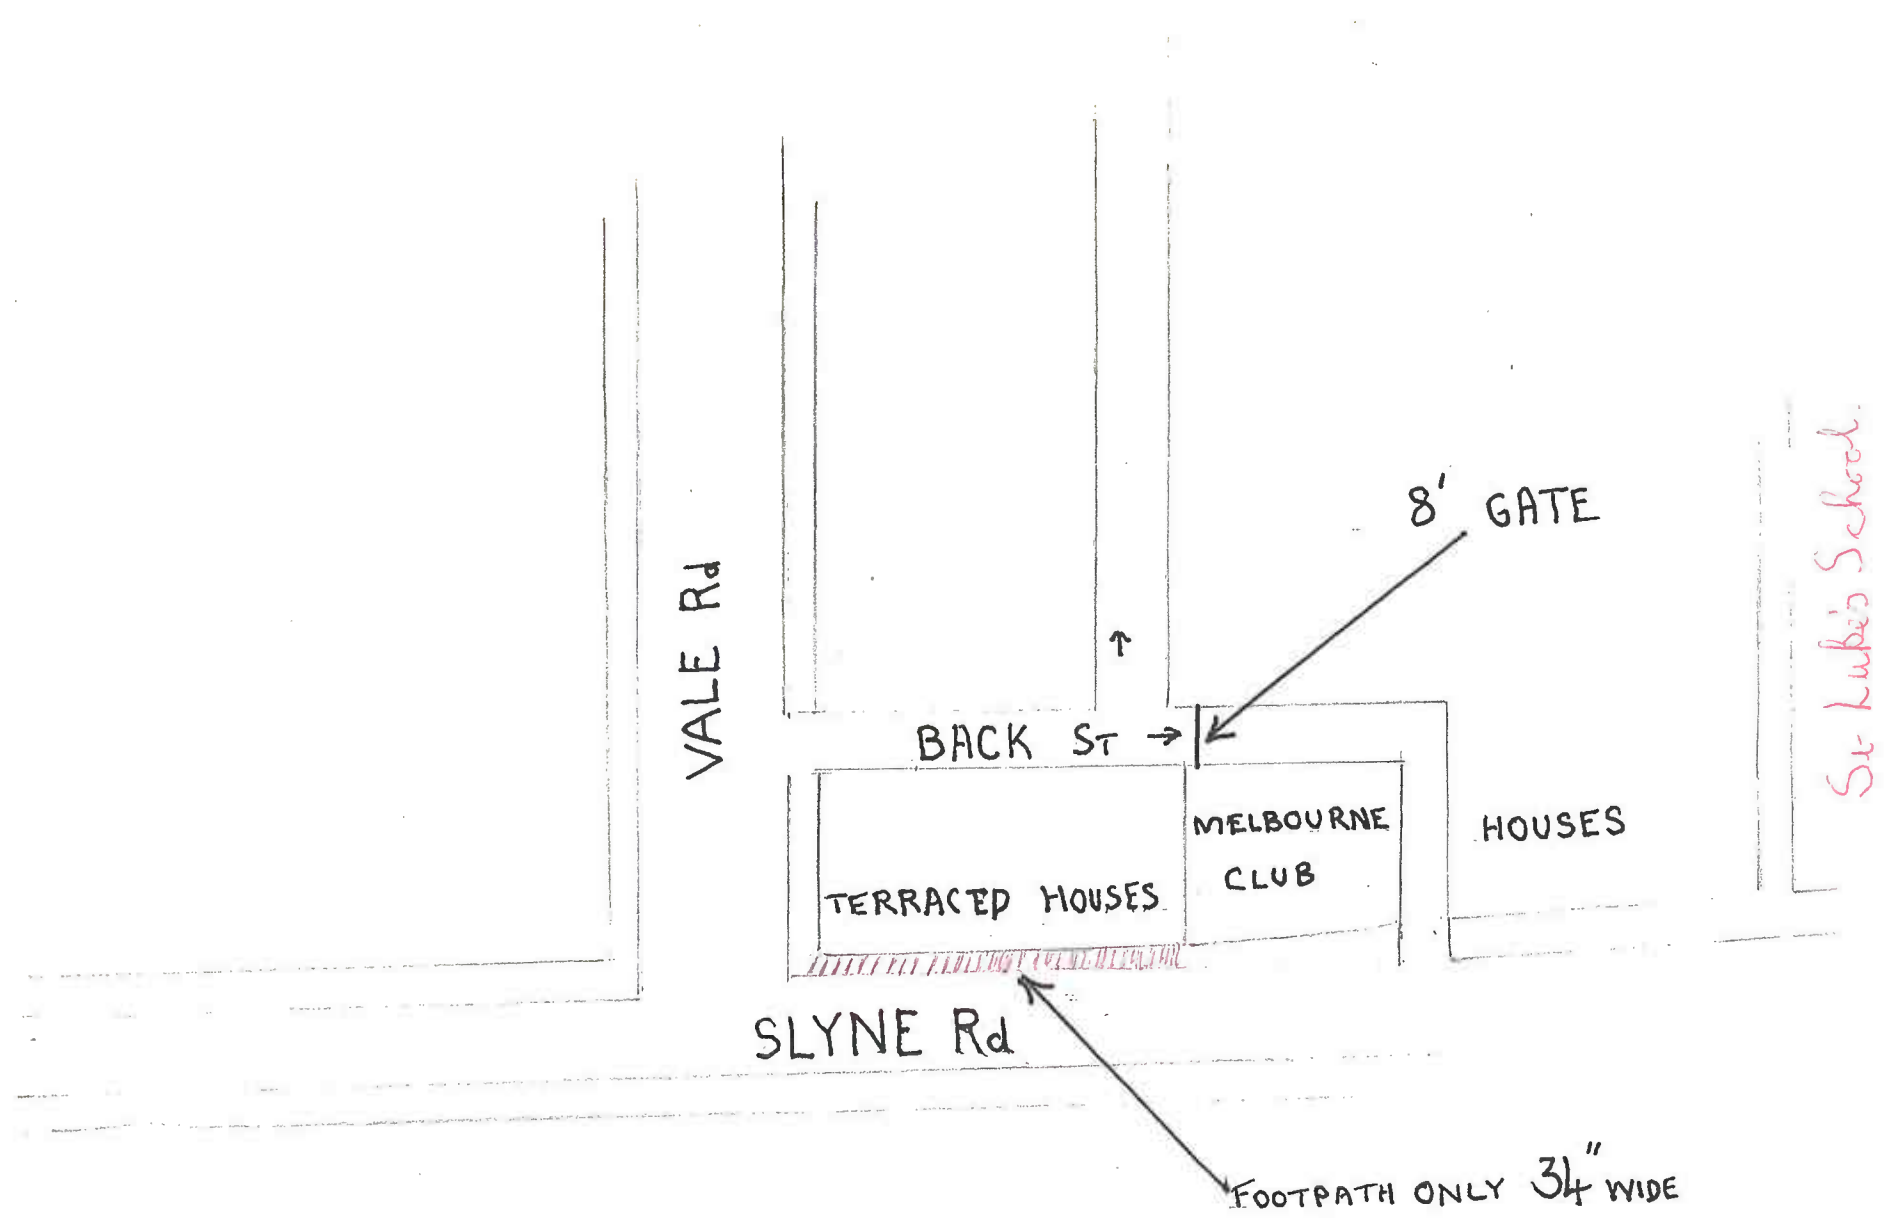 8' GATE
VALE Rd
St Luke's School.
BACK ST → 
↑
MELBOURNE
CLUB
HOUSES
TERRACED HOUSES
SLYNE Rd
FOOTPATH ONLY 34" WIDE